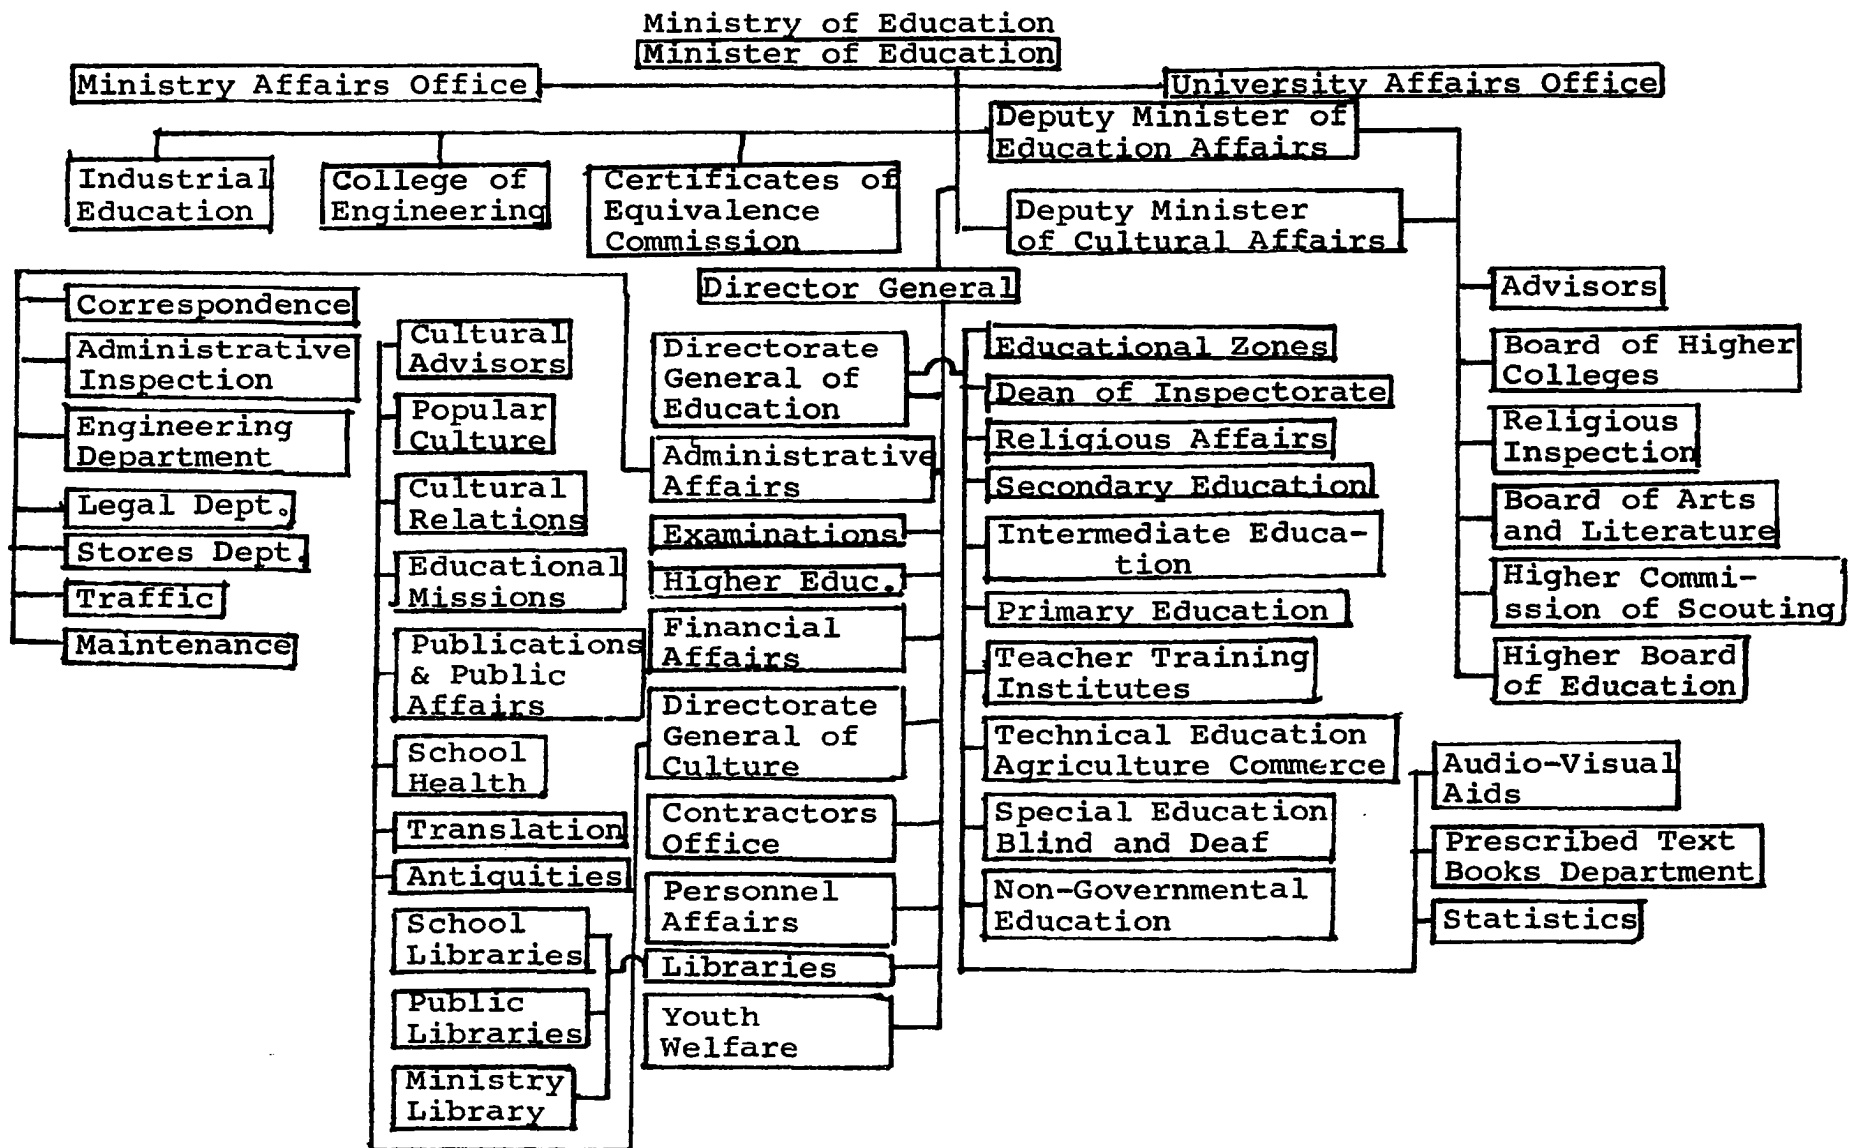 Ministry of Education
Minister of Education
Ministry Affairs Office
University Affairs Office
Deputy Minister of
Education Affairs
Industrial
Education
College of
Engineering
Certificates of
Equivalence
Commission
Deputy Minister
of Cultural Affairs
Director General
Correspondence
Administrative
Inspection
Engineering
Department
Legal Dept.
Stores Dept.
Traffic
Maintenance
Cultural
Advisors
Popular
Culture
Cultural
Relations
Educational
Missions
Publications
& Public
Affairs
School
Health
Translation
Antiquities
School
Libraries
Public
Libraries
Ministry
Library
Directorate
General of
Education
Administrative
Affairs
Examinations
Higher Educ.
Financial
Affairs
Directorate
General of
Culture
Contractors
Office
Personnel
Affairs
Libraries
Youth
Welfare
Educational Zones
Dean of Inspectorate
Religious Affairs
Secondary Education
Intermediate Educa-
tion
Primary Education
Teacher Training
Institutes
Technical Education
Agriculture Commerce
Special Education
Blind and Deaf
Non-Governmental
Education
Advisors
Board of Higher
Colleges
Religious
Inspection
Board of Arts
and Literature
Higher Commi-
ssion of Scouting
Higher Board
of Education
Audio-Visual
Aids
Prescribed Text
Books Department
Statistics